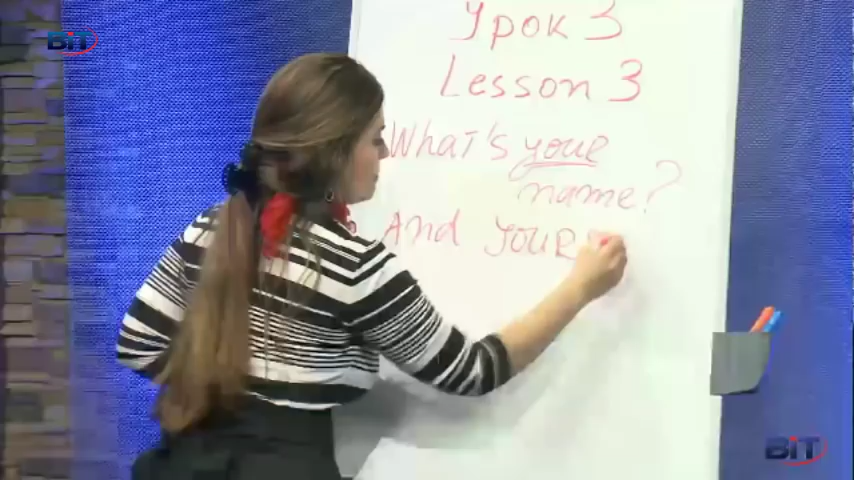 BiT
Урок 3
Lesson 3
What's your
name?
And your
BiT